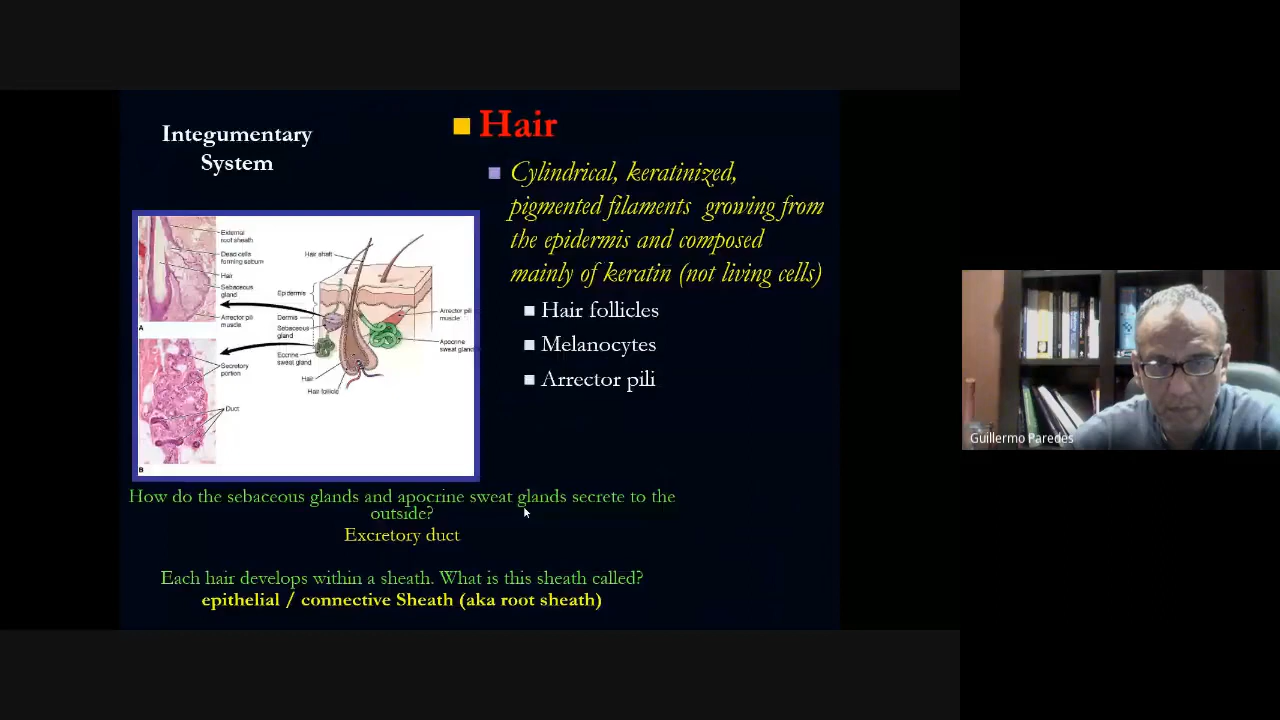 Integumentary
System
Hair
Cylindrical, keratinized,
pigmented filaments growing from
the epidermis and composed
mainly of keratin (not living cells)
Hair follicles
Melanocytes
Arrector pili
External
root sheath
Dead cells
forming sebum
Hair
Sebaceous
gland
Arrector pili
muscle
A
Secretory
portion
Duct
B
Hair shaft
Epidermis
Dermis
Sebaceous
gland
Eccrine
sweat gland
Hair
Hair follicle
Arrector pili
muscle
Apocrine
sweat gland
How do the sebaceous glands and apocrine sweat glands secrete to the
outside?
Excretory duct
Each hair develops within a sheath. What is this sheath called?
epithelial / connective Sheath (aka root sheath)
Guillermo Paredes